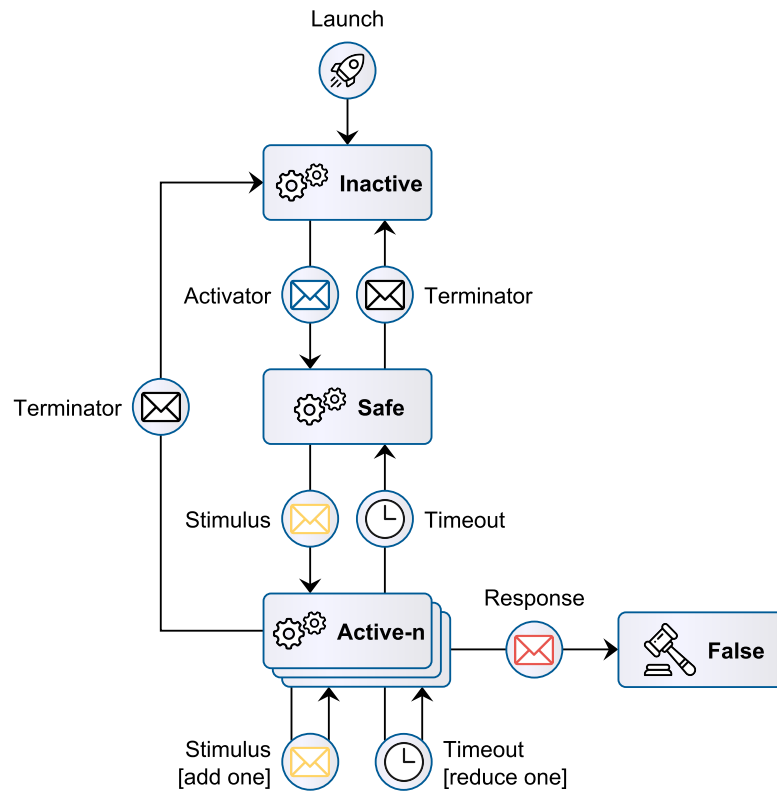 Launch
Inactive
Activator
Terminator
Terminator
Safe
Stimulus
Timeout
Response
Active-n
False
Stimulus
[add one]
Timeout
[reduce one]